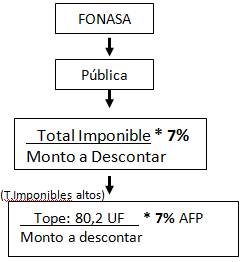 FONASA
Pública
Total Imponible * 7%
Monto a Descontar
(T.Imponibles altos)
Tope: 80,2 UF * 7% AFP
Monto a descontar